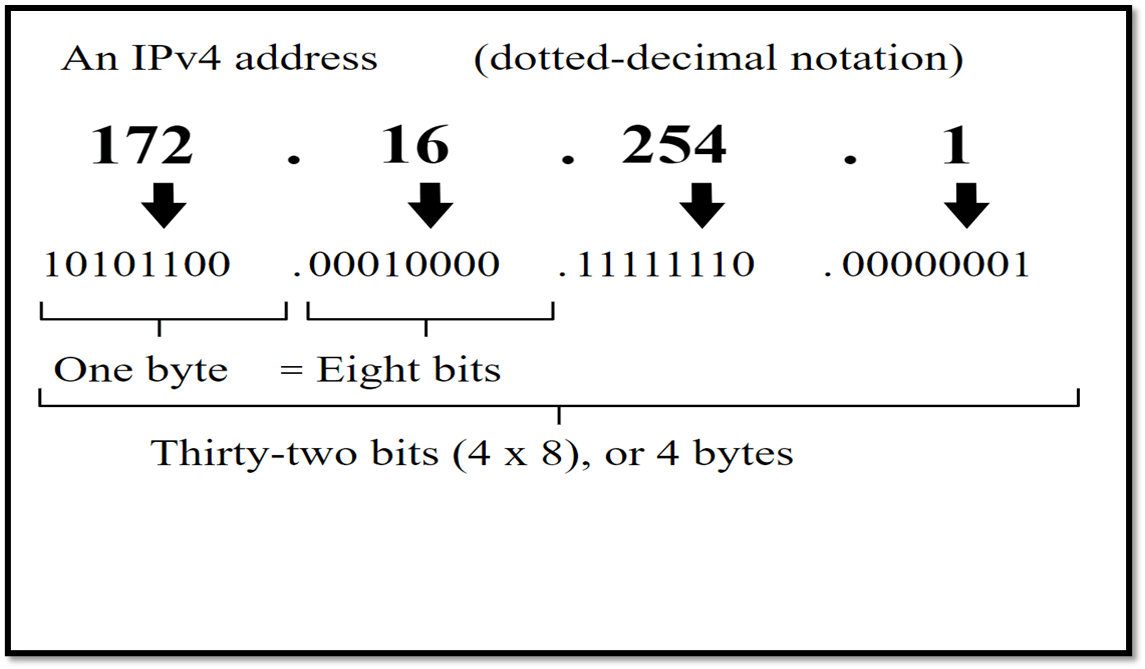 An IPv4 address (dotted-decimal notation)
172 . 16 . 254 . 1
10101100 .00010000 .11111110 .00000001
One byte = Eight bits
Thirty-two bits (4 x 8), or 4 bytes